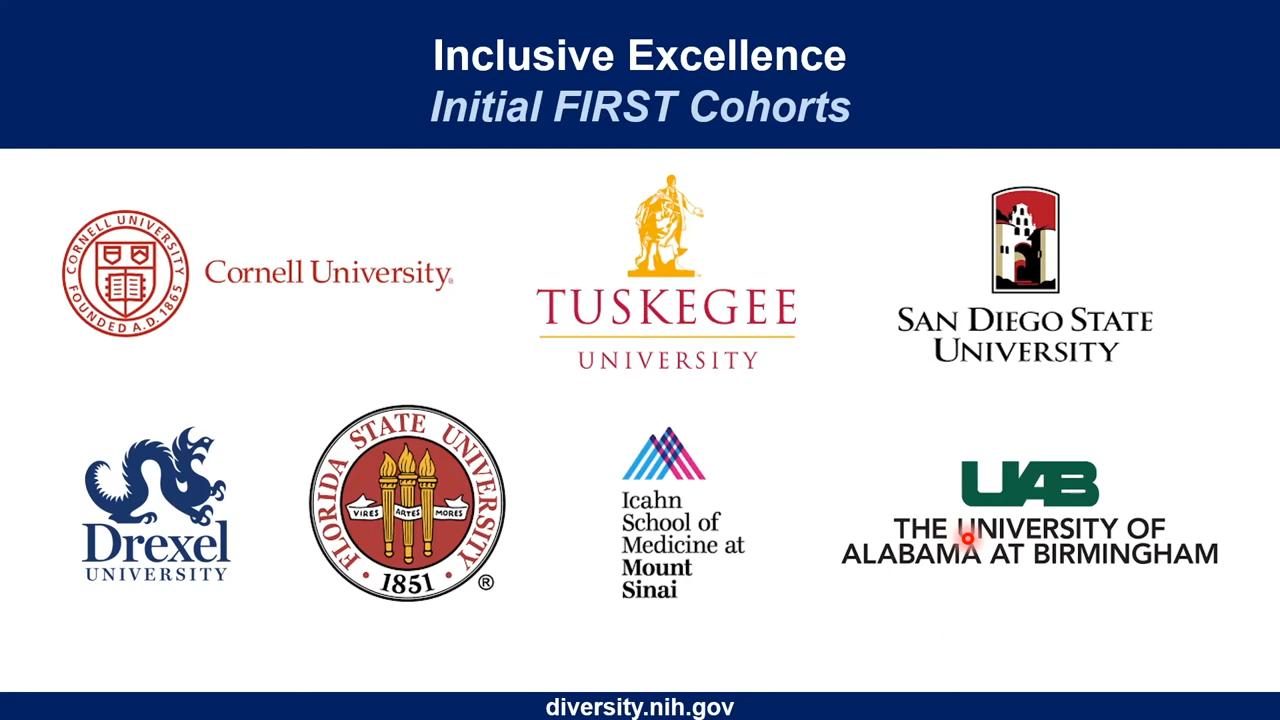 Inclusive Excellence
Initial FIRST Cohorts
CORNELL UNIVERSITY
FOUNDED A.D. 1865
Cornell University
TUSKEGEE
UNIVERSITY
SAN DIEGO STATE
UNIVERSITY
Drexel
UNIVERSITY
FLORIDA STATE UNIVERSITY
VIRES ARTES MORES
1851
®
Icahn
School of
Medicine at
Mount
Sinai
UAB
THE UNIVERSITY OF
ALABAMA AT BIRMINGHAM
diversity.nih.gov